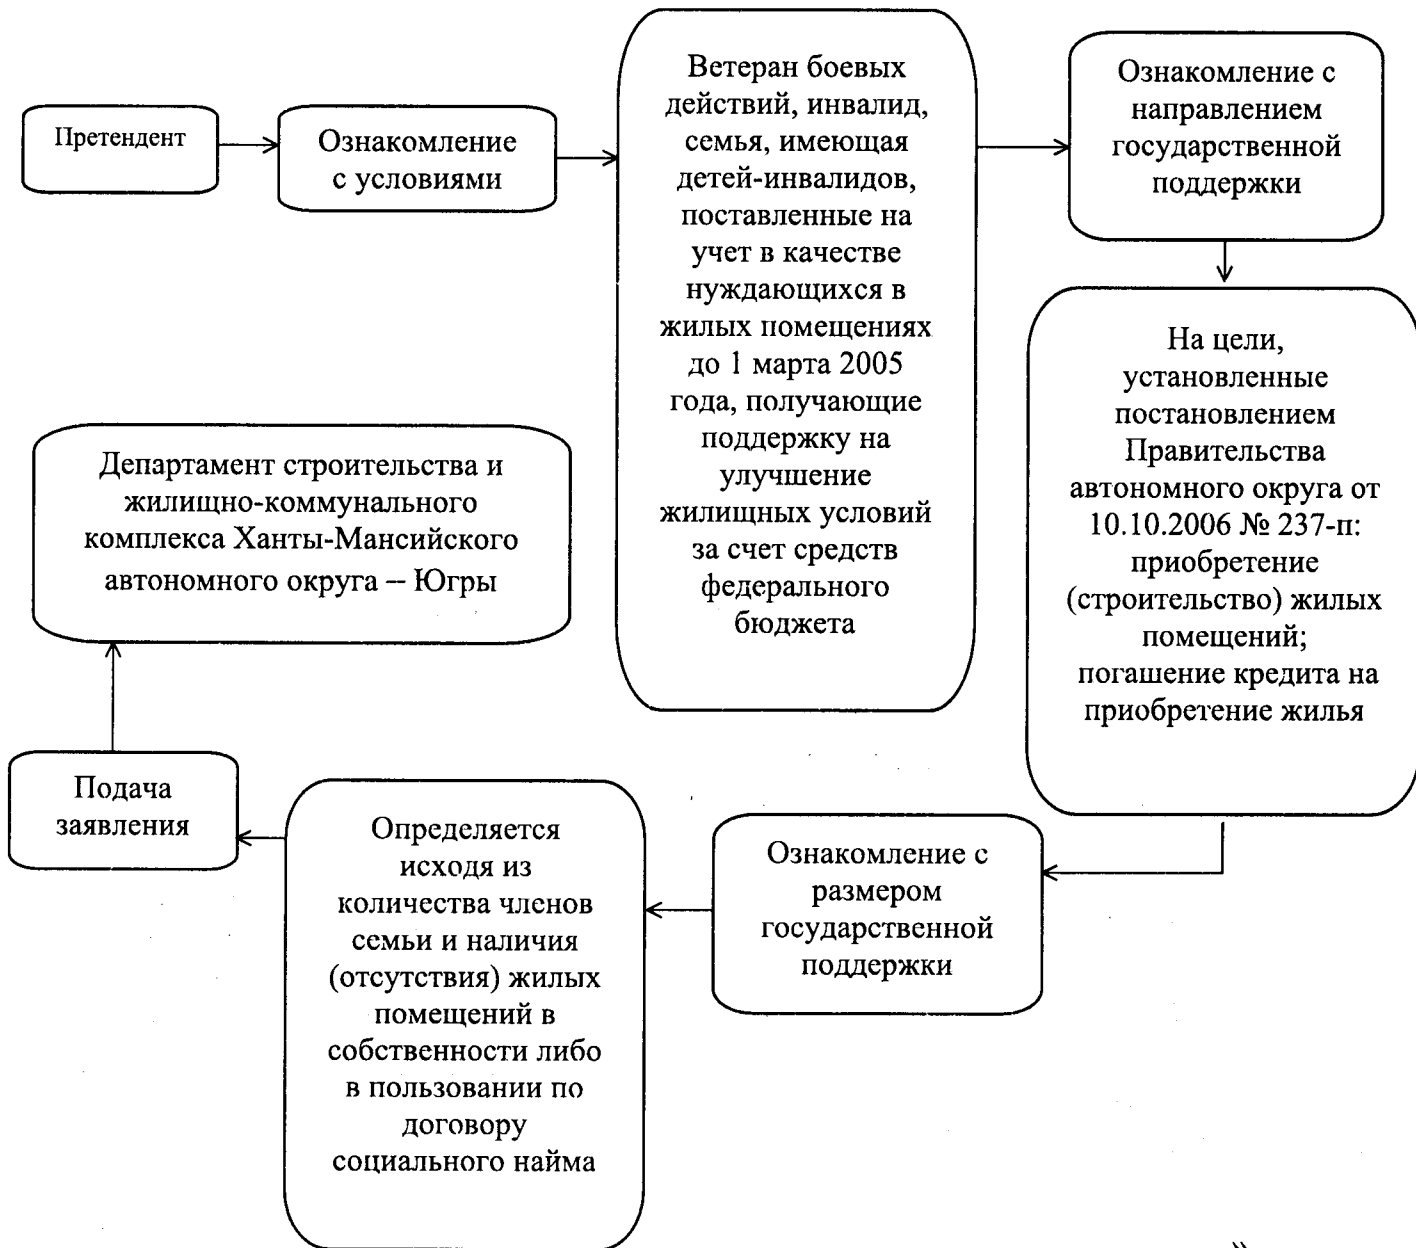 Претендент
Ознакомление
с условиями
Ветеран боевых
действий, инвалид,
семья, имеющая
детей-инвалидов,
поставленные на
учет в качестве
нуждающихся в
жилых помещениях
до 1 марта 2005
года, получающие
поддержку на
улучшение
жилищных условий
за счет средств
федерального
бюджета
Ознакомление с
направлением
государственной
поддержки
На цели,
установленные
постановлением
Правительства
автономного округа от
10.10.2006 № 237-п:
приобретение
(строительство) жилых
помещений;
погашение кредита на
приобретение жилья
Ознакомление с
размером
государственной
поддержки
Определяется
исходя из
количества членов
семьи и наличия
(отсутствия) жилых
помещений в
собственности либо
в пользовании по
договору
социального найма
Подача
заявления
Департамент строительства и
жилищно-коммунального
комплекса Ханты-Мансийского
автономного округа – Югры
»